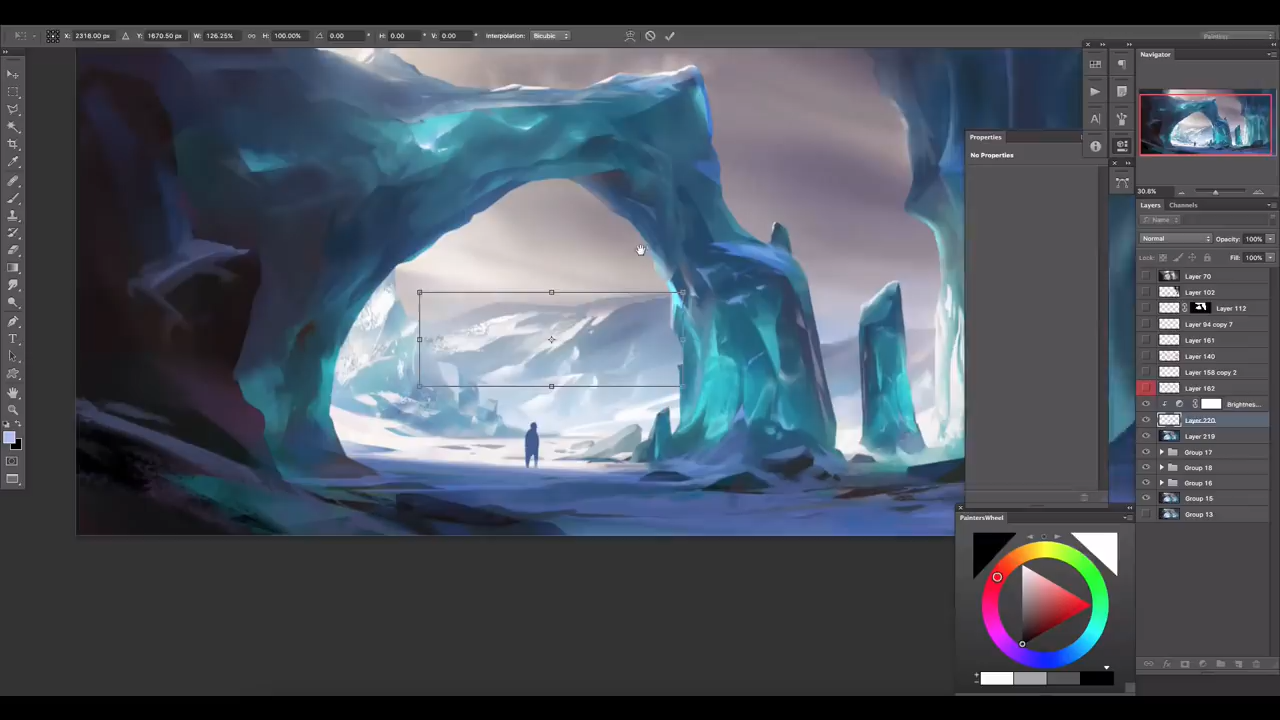 X: 2318.00 px Y: 1670.50 px W: 126.25% H: 100.00% 0.00 ° H: 0.00 ° V: 0.00 ° Interpolation: Bicubic
Painting
Navigator
Properties
No Properties
30.8%
Layers Channels
Name
Normal Opacity: 100%
Lock: Fill: 100%
Layer 70
Layer 102
Layer 112
Layer 94 copy 7
Layer 161
Layer 140
Layer 158 copy 2
Layer 162
Brightnes...
Layer 220
Layer 219
Group 17
Group 18
Group 16
Group 15
Group 13
PaintersWheel